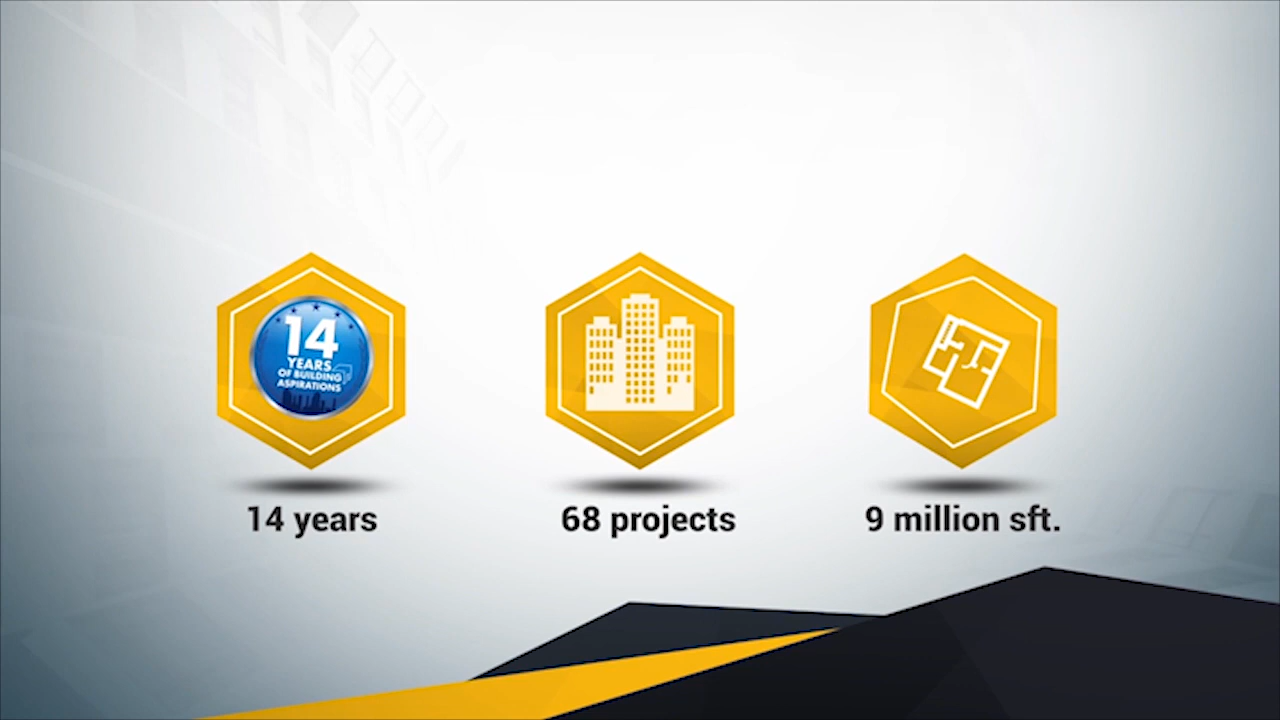 14
YEARS
OF BUILDING
ASPIRATIONS
14 years
68 projects
9 million sft.